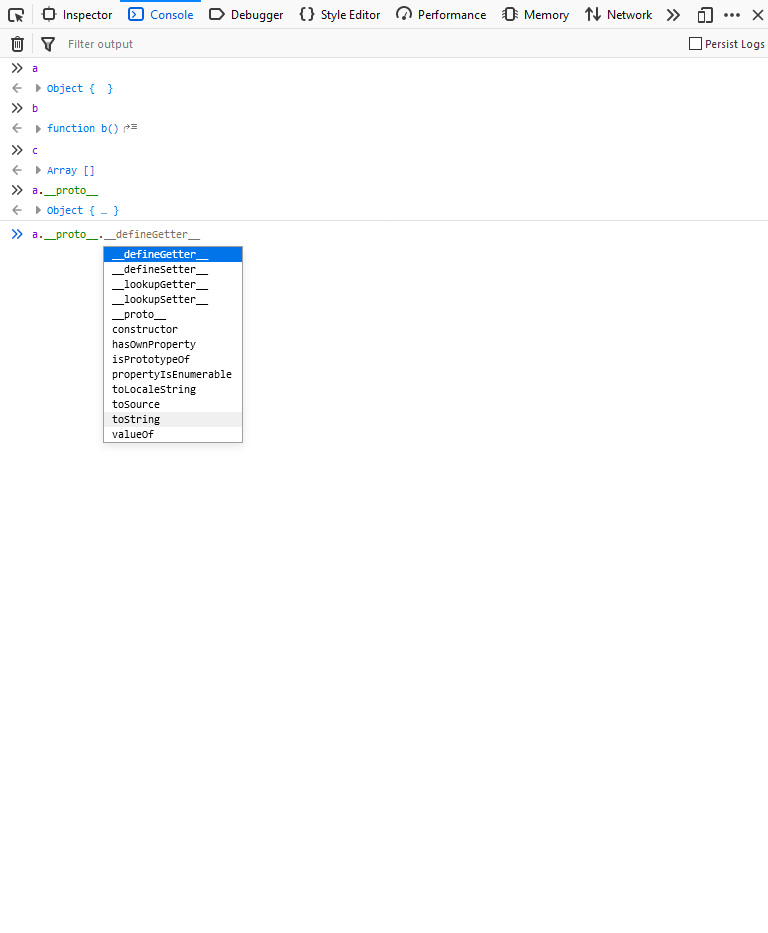 Inspector Console Debugger Style Editor Performance Memory Network
Filter output Persist Logs
a
Object { }
b
function b()
c
Array []
a.__proto__
Object { … }
a.__proto__.__defineGetter__
__defineGetter__
__defineSetter__
__lookupGetter__
__lookupSetter__
__proto__
constructor
hasOwnProperty
isPrototypeOf
propertyIsEnumerable
toLocaleString
toSource
toString
valueOf